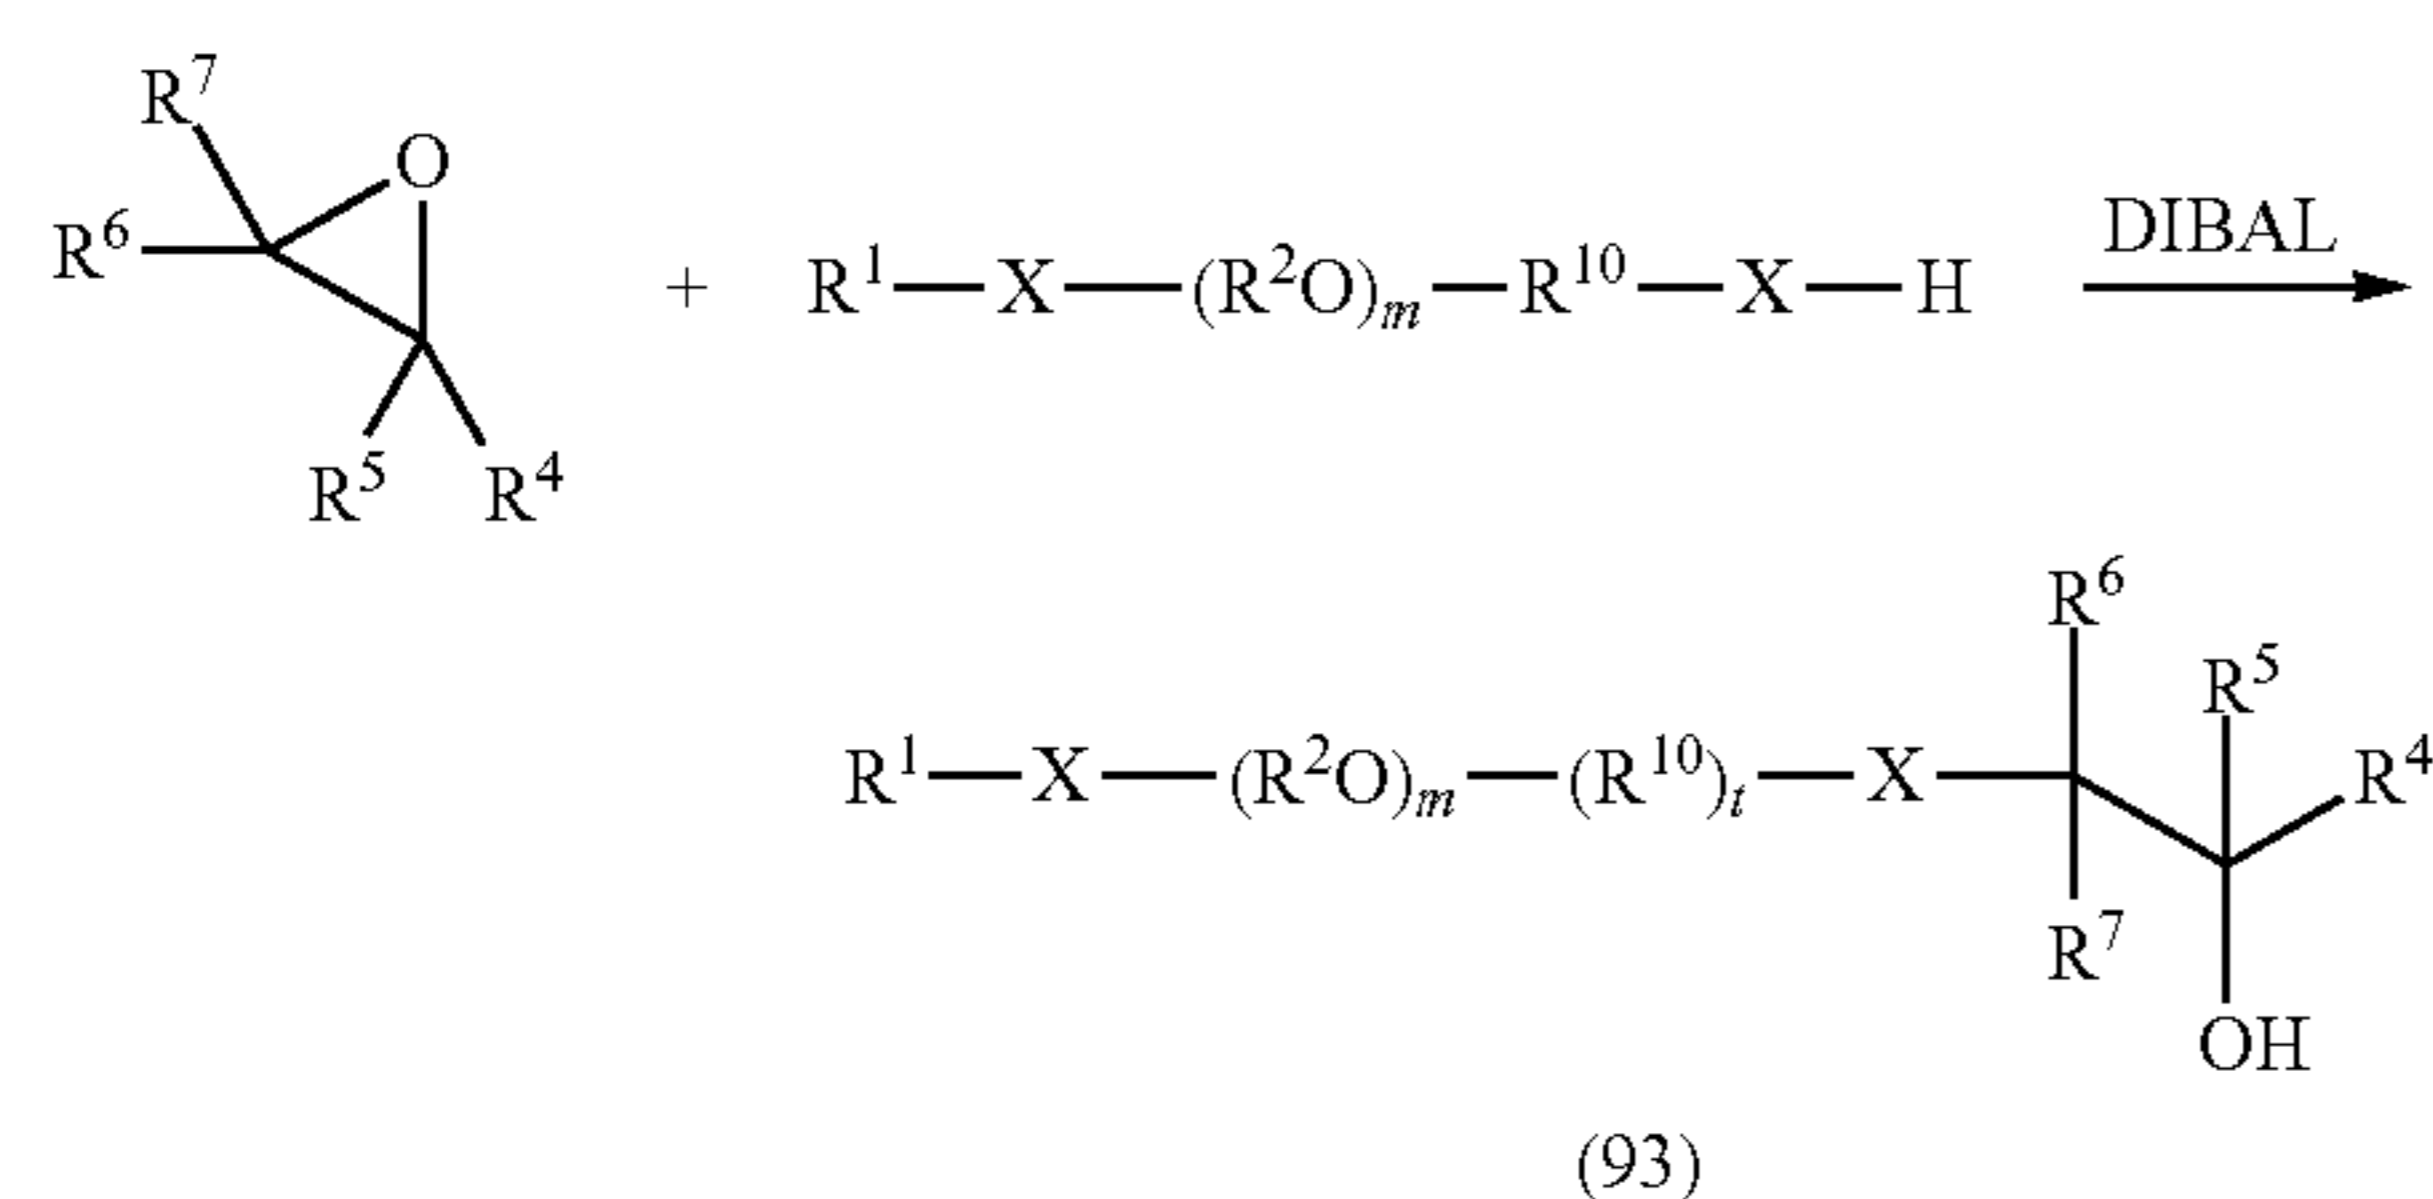 R⁷
O
R⁶
+ R¹—X—(R²O)ₘ—R¹⁰—X—H DIBAL
R⁵ R⁴
R⁶
R⁵
R¹—X—(R²O)ₘ—(R¹⁰)ₜ—X R⁴
R⁷
OH
(93)